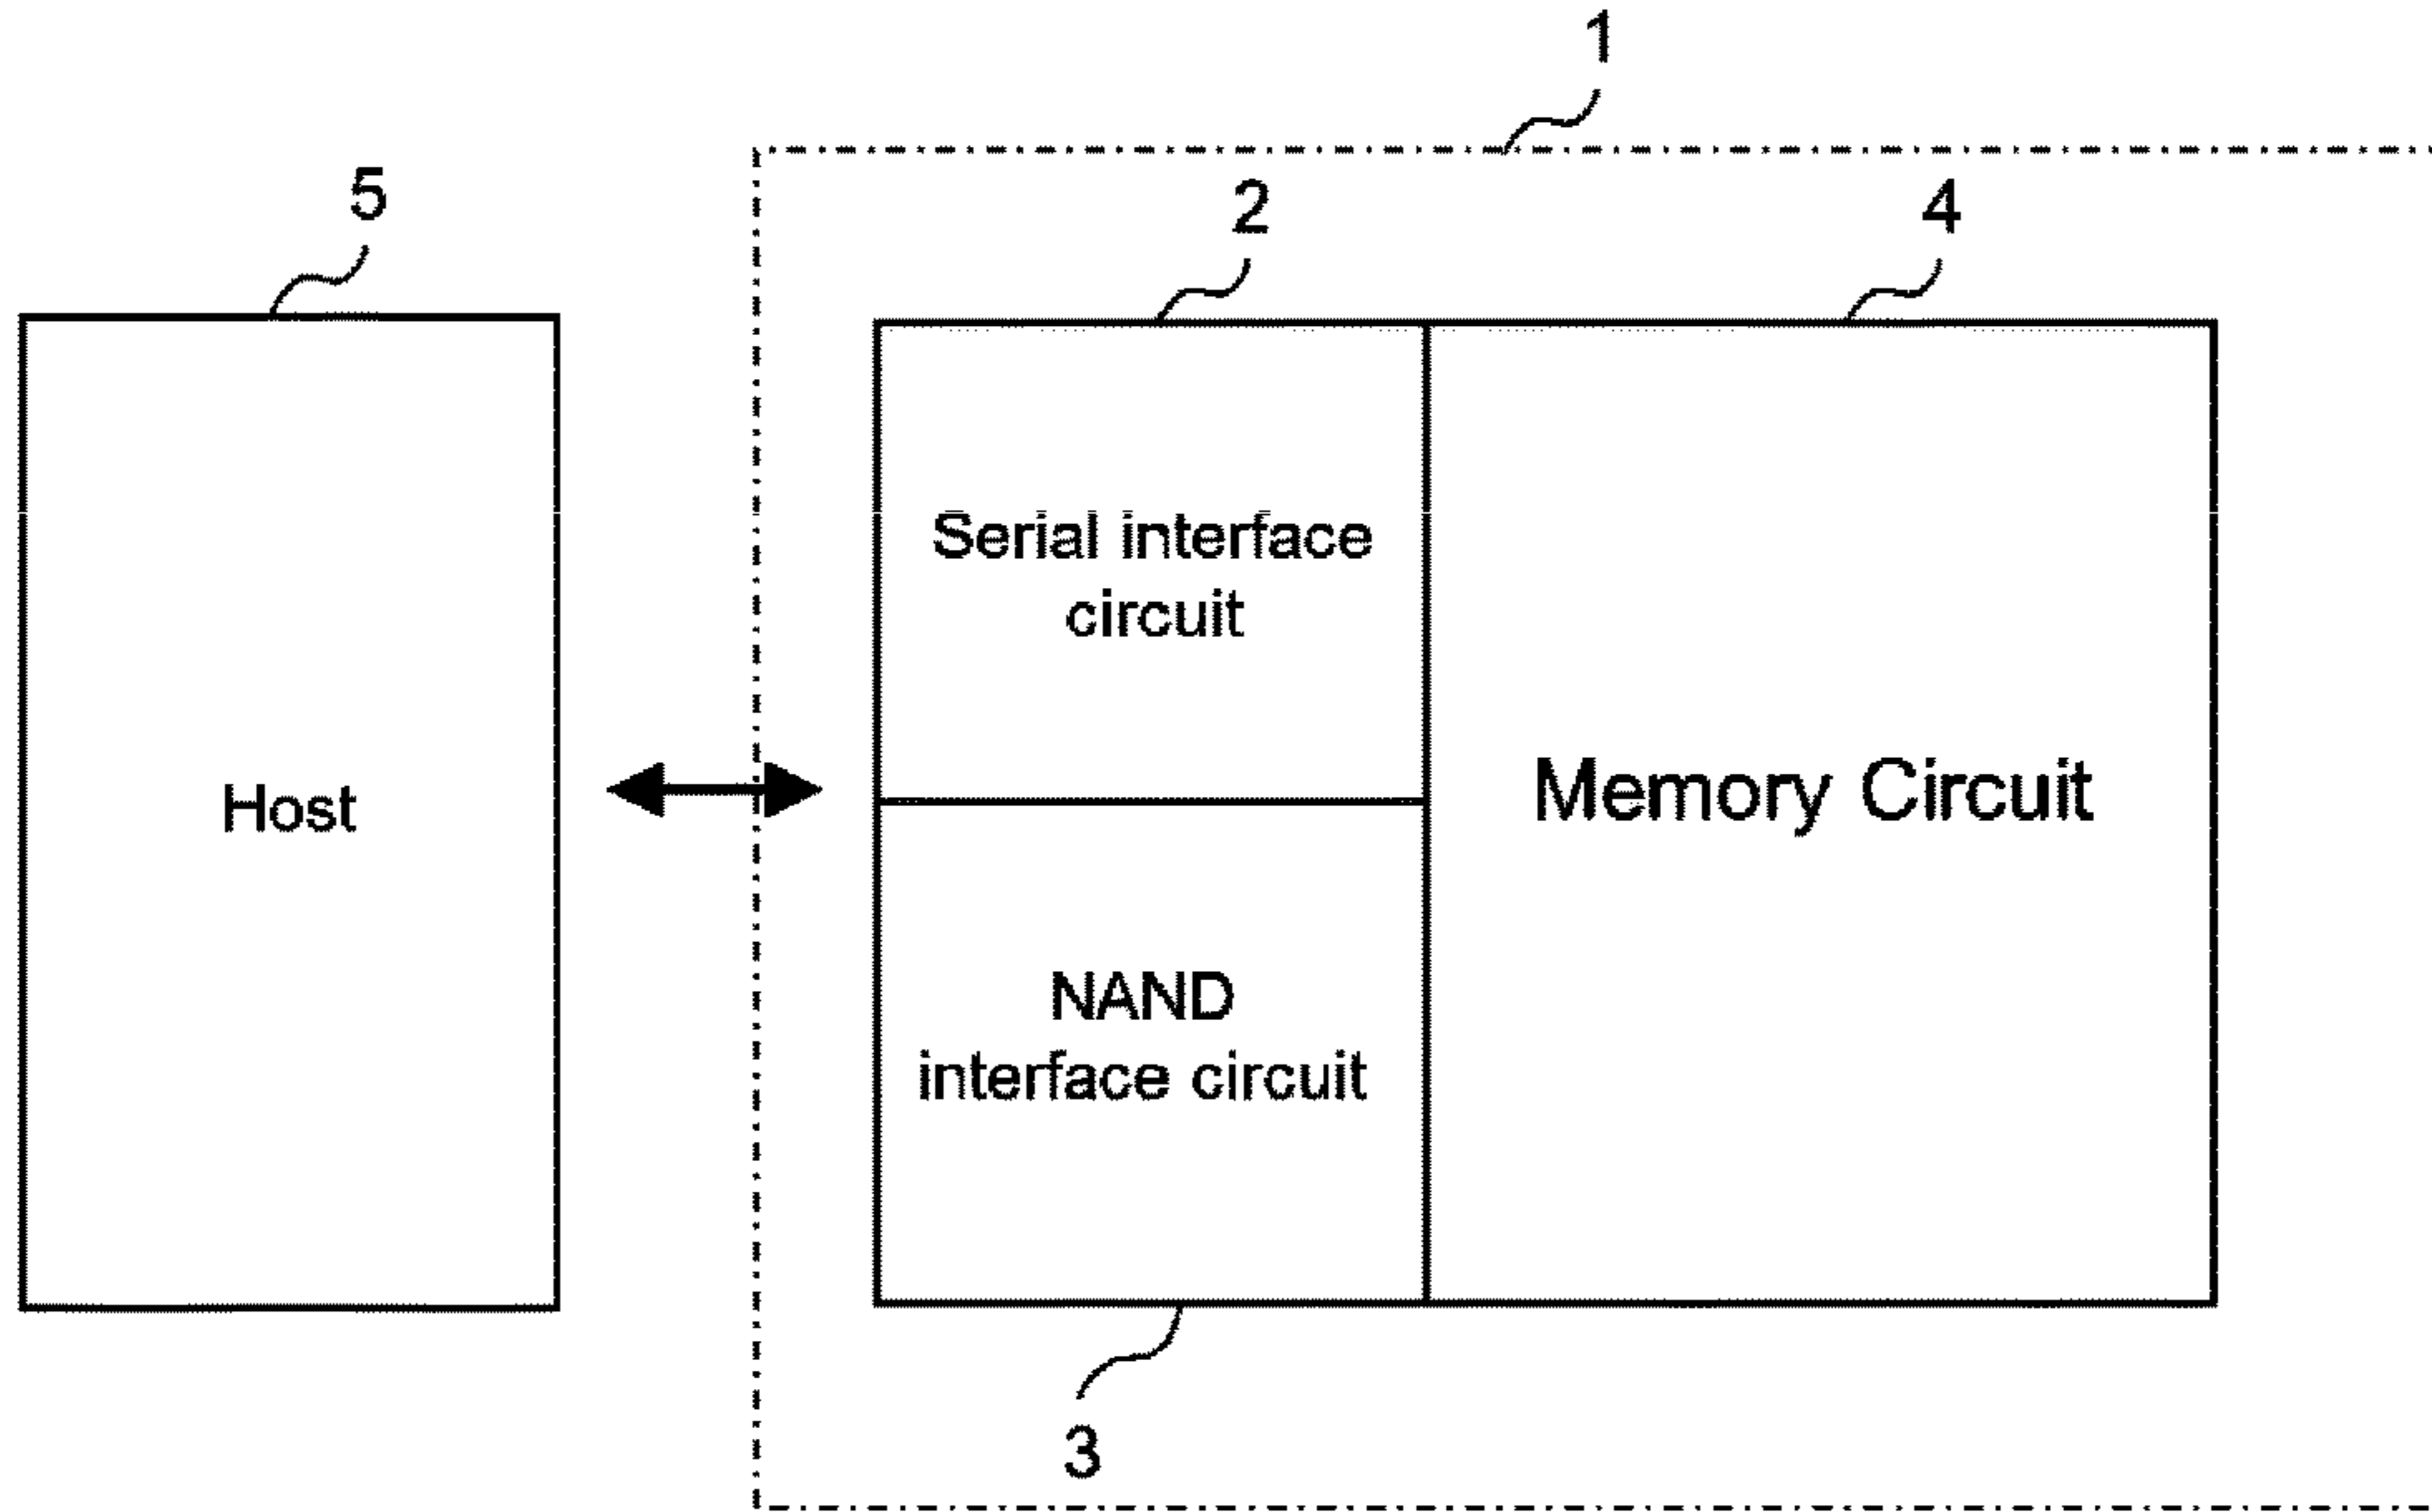 1
5
2
4
Serial interface
circuit
Host
Memory Circuit
NAND
interface circuit
3